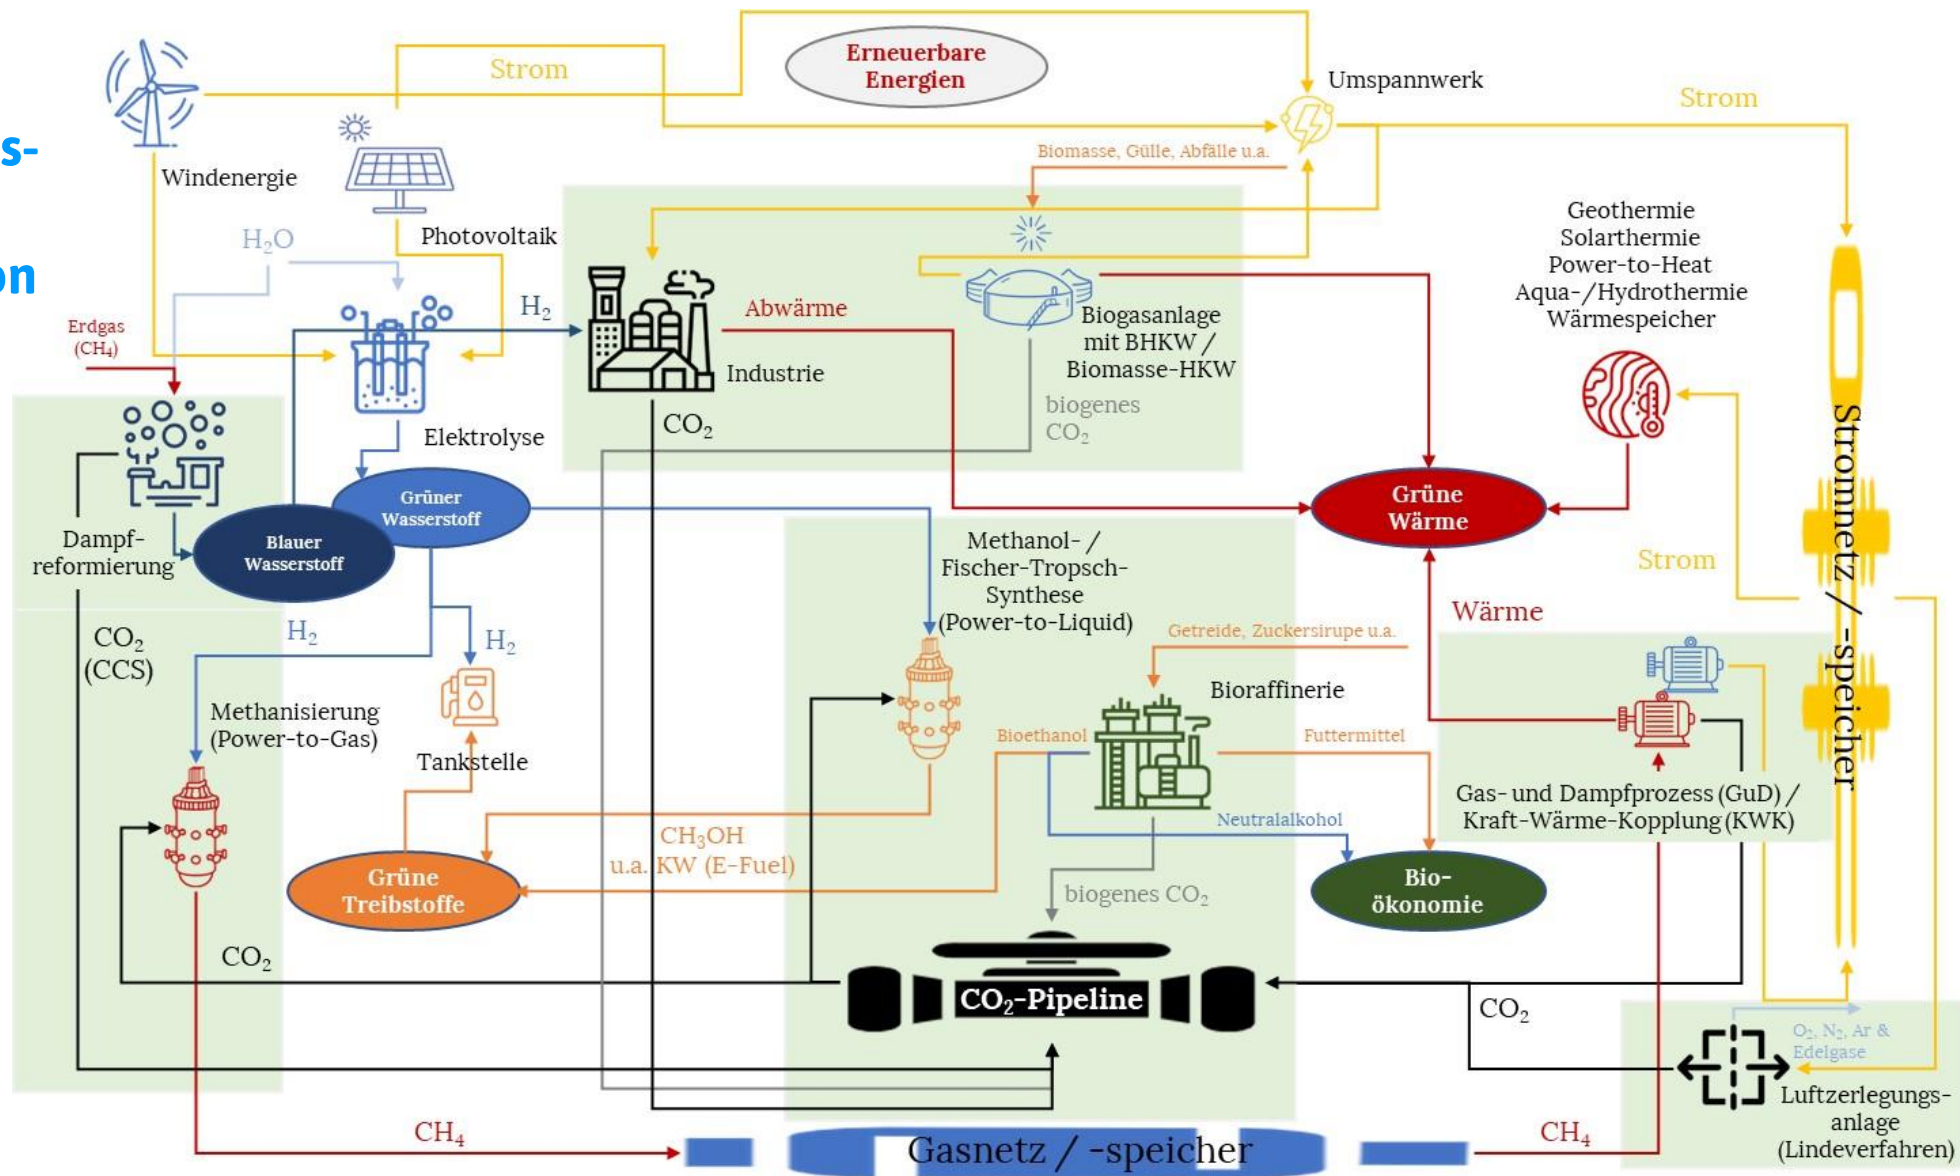 s-
on
Erneuerbare
Energien
Strom
Umspannwerk
Strom
Biomasse, Gülle, Abfälle u.a.
Windenergie
H₂O
Photovoltaik
Geothermie
Solarthermie
Power-to-Heat
Aqua-/Hydrothermie
Wärmespeicher
Erdgas
(CH₄)
H₂
Abwärme
Industrie
Biogasanlage
mit BHKW /
Biomasse-HKW
biogenes
CO₂
CO₂
Elektrolyse
Grüner
Wasserstoff
Blauer
Wasserstoff
Dampf-
reformierung
Grüne
Wärme
Stromnetz / -speicher
Methanol- /
Fischer-Tropsch-
Synthese
(Power-to-Liquid)
Strom
Wärme
CO₂
(CCS)
H₂
H₂
Getreide, Zuckersirupe u.a.
Bioraffinerie
Methanisierung
(Power-to-Gas)
Tankstelle
Bioethanol
Futtermittel
Gas- und Dampfprozess (GuD) /
Kraft-Wärme-Kopplung (KWK)
Neutralalkohol
CH₃OH
u.a. KW (E-Fuel)
Grüne
Treibstoffe
biogenes CO₂
Bio-
ökonomie
CO₂
CO₂-Pipeline
CO₂
O₂, N₂, Ar &
Edelgase
Luftzerlegungs-
anlage
(Lindeverfahren)
CH₄
Gasnetz / -speicher
CH₄